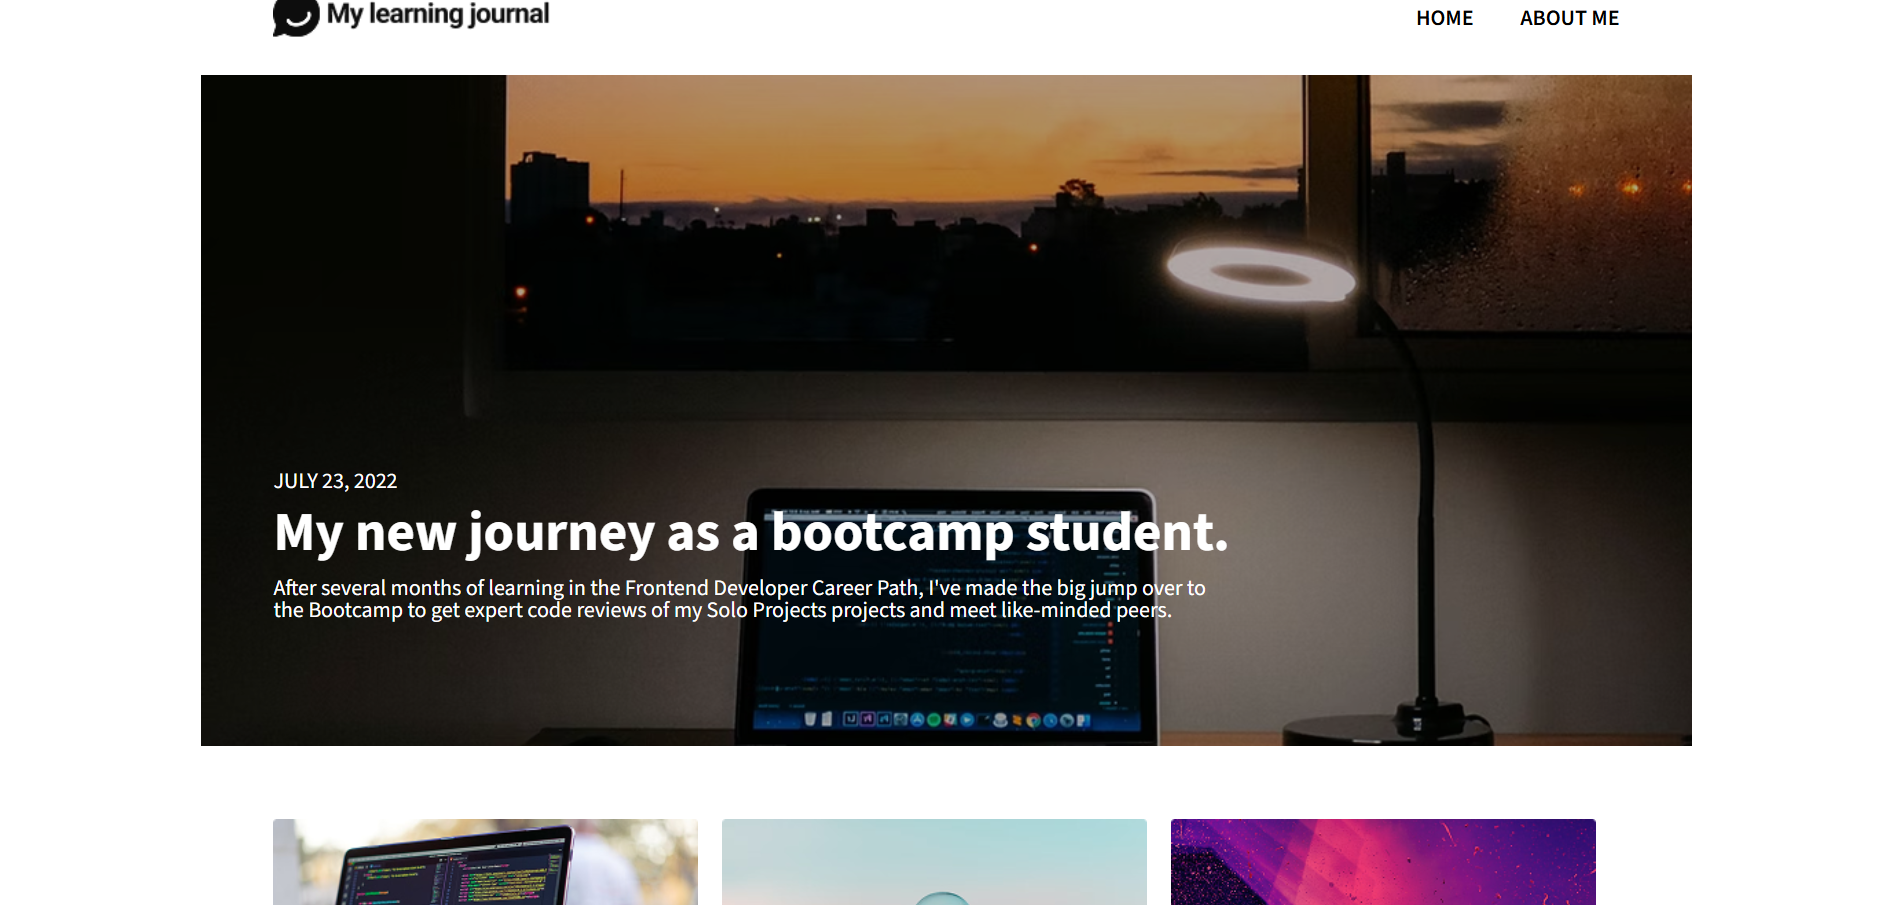 My learning journal
HOME
ABOUT ME
JULY 23, 2022
My new journey as a bootcamp student.
After several months of learning in the Frontend Developer Career Path, I've made the big jump over to
the Bootcamp to get expert code reviews of my Solo Projects projects and meet like-minded peers.